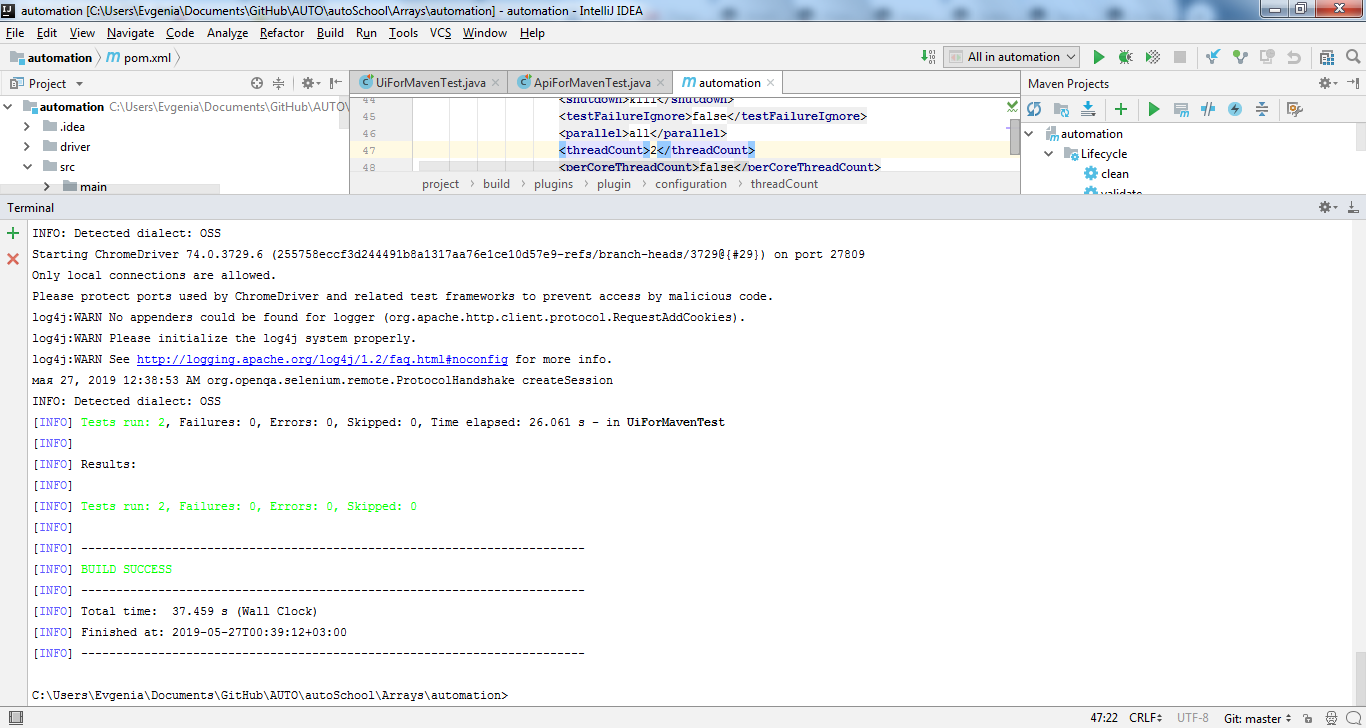 automation [C:\Users\Evgenia\Documents\GitHub\AUTO\autoSchool\Arrays\automation] - automation - IntelliJ IDEA
File Edit View Navigate Code Analyze Refactor Build Run Tools VCS Window Help
automation pom.xml
All in automation
Project
UiForMavenTest.java ApiForMavenTest.java automation
Maven Projects
automation C:\Users\Evgenia\Documents\GitHub\AUTO\
.idea
driver
src
main
44 <shutdown>kill</shutdown>
45 <testFailureIgnore>false</testFailureIgnore>
46 <parallel>all</parallel>
47 <threadCount>2</threadCount>
48 <perCoreThreadCount>false</perCoreThreadCount>
project build plugins plugin configuration threadCount
automation
Lifecycle
clean
validate
Terminal
INFO: Detected dialect: OSS
Starting ChromeDriver 74.0.3729.6 (255758eccf3d244491b8a1317aa76e1ce10d57e9-refs/branch-heads/3729@{#29}) on port 27809
Only local connections are allowed.
Please protect ports used by ChromeDriver and related test frameworks to prevent access by malicious code.
log4j:WARN No appenders could be found for logger (org.apache.http.client.protocol.RequestAddCookies).
log4j:WARN Please initialize the log4j system properly.
log4j:WARN See http://logging.apache.org/log4j/1.2/faq.html#noconfig for more info.
мая 27, 2019 12:38:53 AM org.openqa.selenium.remote.ProtocolHandshake createSession
INFO: Detected dialect: OSS
[INFO] Tests run: 2, Failures: 0, Errors: 0, Skipped: 0, Time elapsed: 26.061 s - in UiForMavenTest
[INFO]
[INFO] Results:
[INFO]
[INFO] Tests run: 2, Failures: 0, Errors: 0, Skipped: 0
[INFO]
[INFO] ------------------------------------------------------------------------
[INFO] BUILD SUCCESS
[INFO] ------------------------------------------------------------------------
[INFO] Total time:  37.459 s (Wall Clock)
[INFO] Finished at: 2019-05-27T00:39:12+03:00
[INFO] ------------------------------------------------------------------------
C:\Users\Evgenia\Documents\GitHub\AUTO\autoSchool\Arrays\automation>
47:22 CRLF UTF-8 Git: master